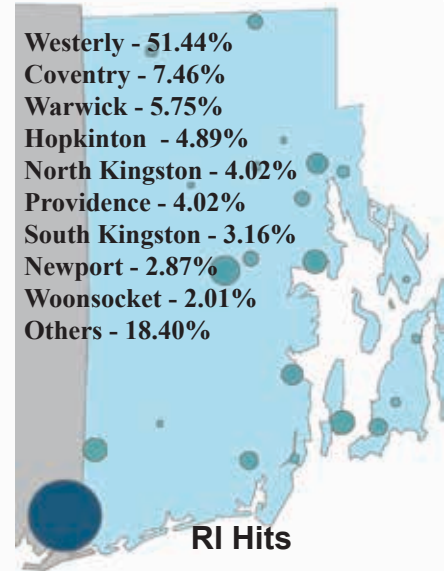 Westerly - 51.44%
Coventry - 7.46%
Warwick - 5.75%
Hopkinton - 4.89%
North Kingston - 4.02%
Providence - 4.02%
South Kingston - 3.16%
Newport - 2.87%
Woonsocket - 2.01%
Others - 18.40%
RI Hits